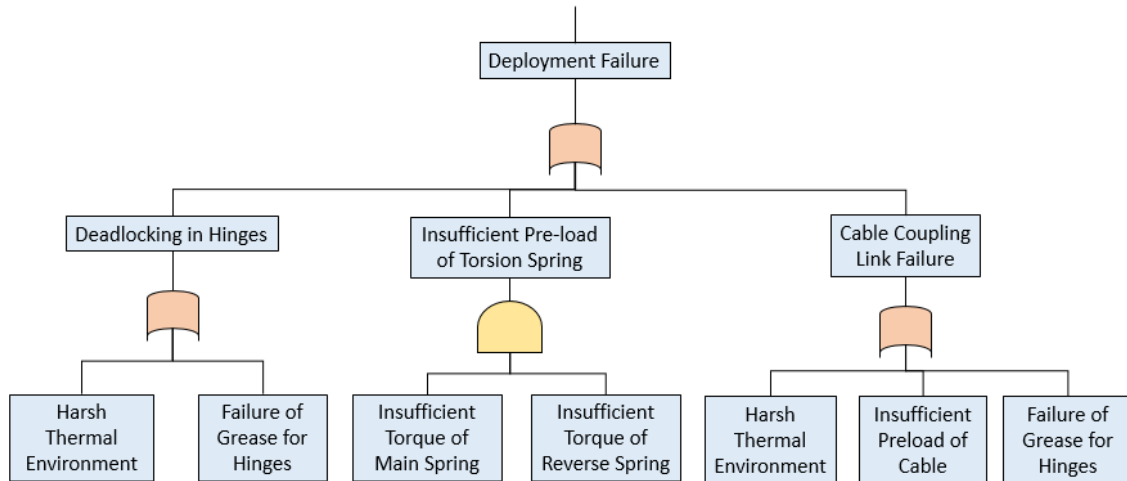 Deployment Failure
Deadlocking in Hinges
Insufficient Pre-load
of Torsion Spring
Cable Coupling
Link Failure
Harsh
Thermal
Environment
Failure of
Grease for
Hinges
Insufficient
Torque of
Main Spring
Insufficient
Torque of
Reverse Spring
Harsh
Thermal
Environment
Insufficient
Preload of
Cable
Failure of
Grease for
Hinges